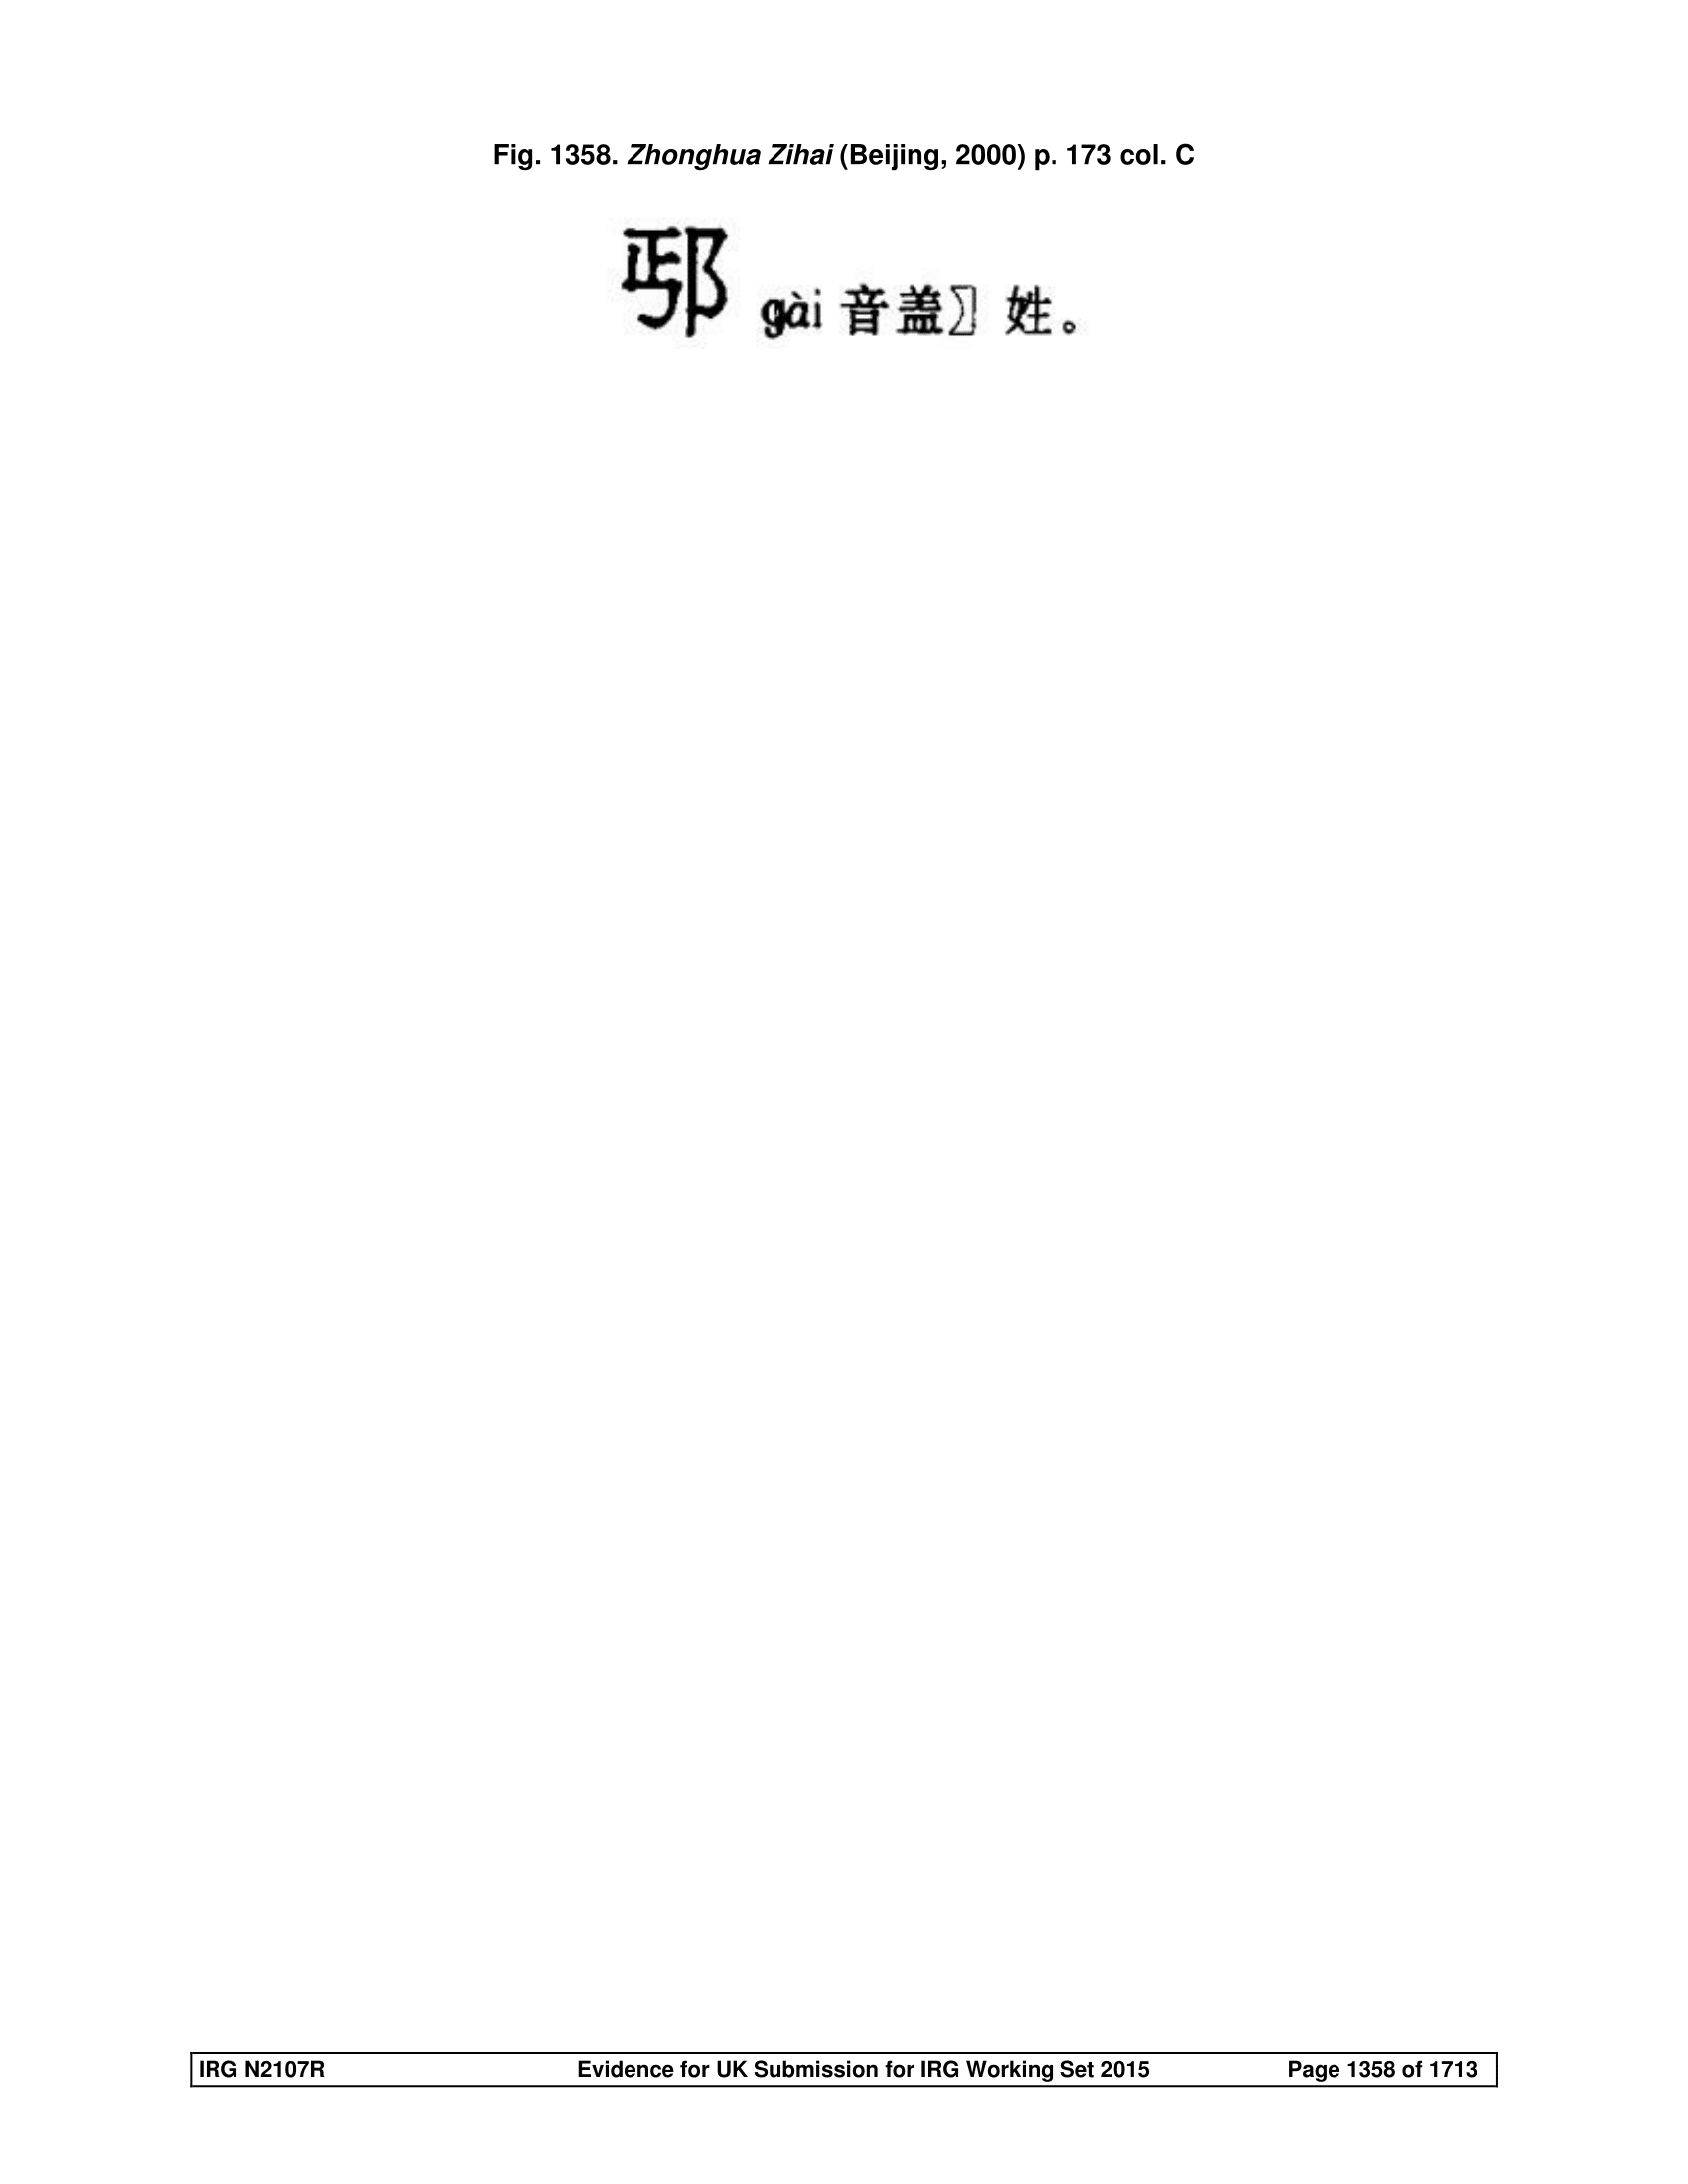 Fig. 1358. Zhonghua Zihai (Beijing, 2000) p. 173 col. C
gài 音盖〗 姓。
IRG N2107R Evidence for UK Submission for IRG Working Set 2015 Page 1358 of 1713